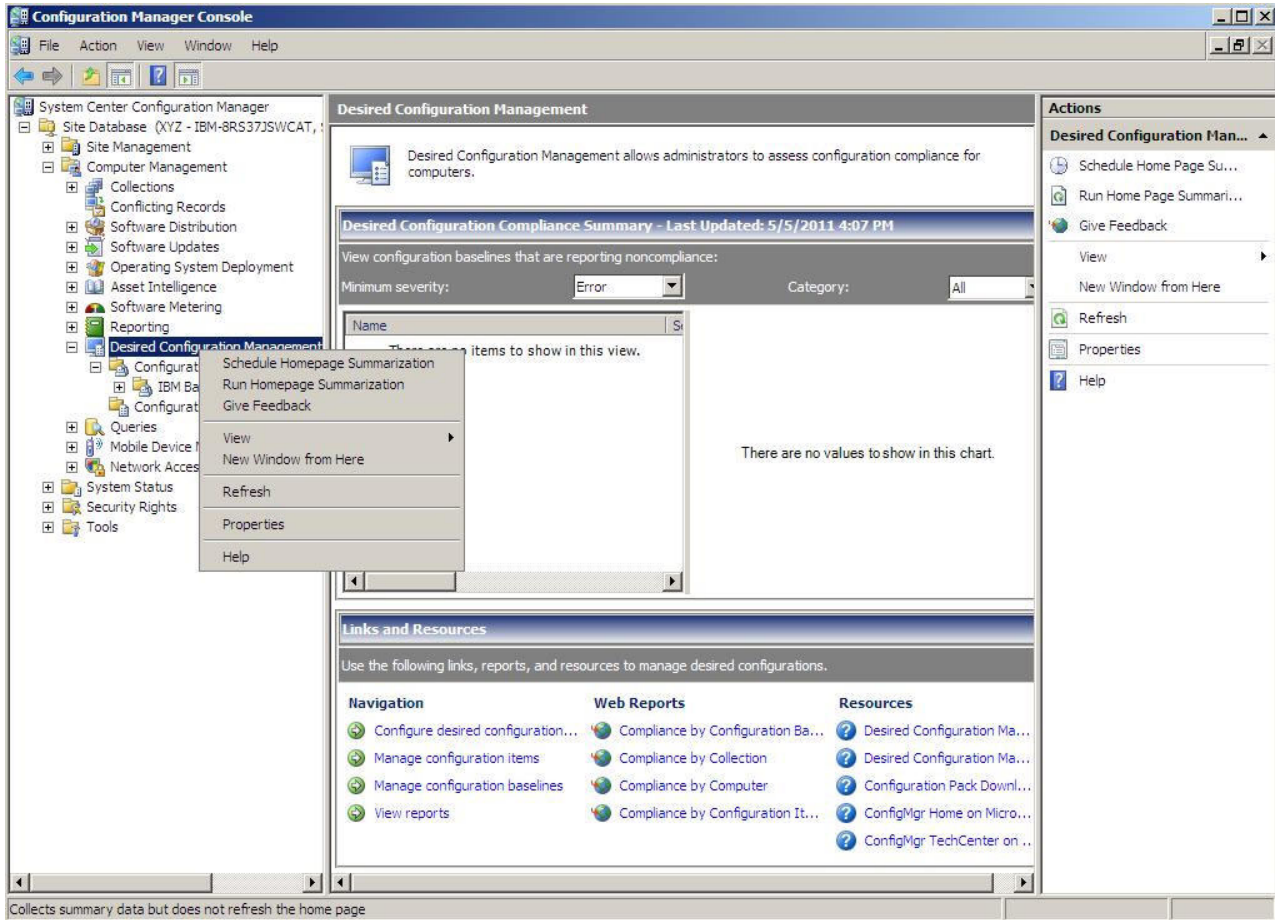 Configuration Manager Console
File Action View Window Help
System Center Configuration Manager
Site Database (XYZ - IBM-8RS37JSWCAT,
Site Management
Computer Management
Collections
Conflicting Records
Software Distribution
Software Updates
Operating System Deployment
Asset Intelligence
Software Metering
Reporting
Desired Configuration Management
Configurat
IBM Ba
Configurat
Queries
Mobile Device
Network Acces
System Status
Security Rights
Tools
Schedule Homepage Summarization
Run Homepage Summarization
Give Feedback
View
New Window from Here
Refresh
Properties
Help
Desired Configuration Management
Desired Configuration Management allows administrators to assess configuration compliance for
computers.
Desired Configuration Compliance Summary - Last Updated: 5/5/2011 4:07 PM
View configuration baselines that are reporting noncompliance:
Minimum severity: Error Category: All
Name
There are no items to show in this view.
There are no values to show in this chart.
Links and Resources
Use the following links, reports, and resources to manage desired configurations.
Navigation
Configure desired configuration...
Manage configuration items
Manage configuration baselines
View reports
Web Reports
Compliance by Configuration Ba...
Compliance by Collection
Compliance by Computer
Compliance by Configuration It...
Resources
Desired Configuration Ma...
Desired Configuration Ma...
Configuration Pack Downl...
ConfigMgr Home on Micro...
ConfigMgr TechCenter on ..
Actions
Desired Configuration Man...
Schedule Home Page Su...
Run Home Page Summari...
Give Feedback
View
New Window from Here
Refresh
Properties
Help
Collects summary data but does not refresh the home page